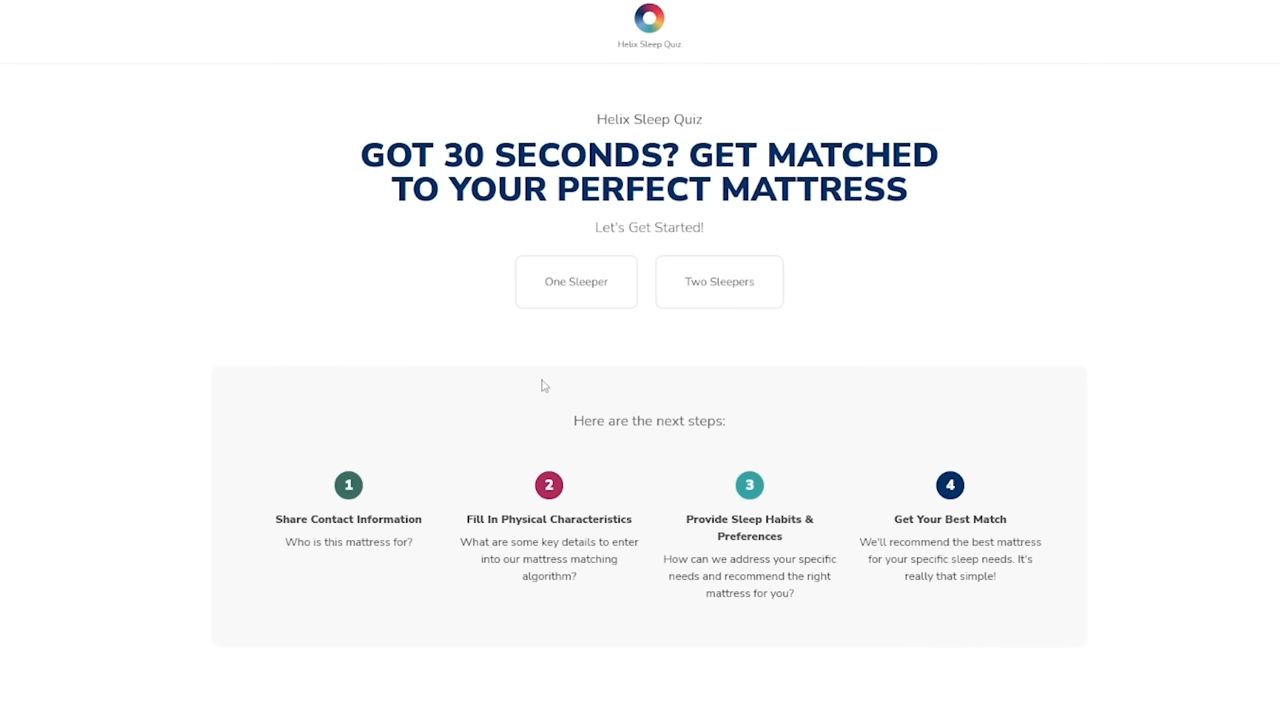 Helix Sleep Quiz
Helix Sleep Quiz
GOT 30 SECONDS? GET MATCHED
TO YOUR PERFECT MATTRESS
Let's Get Started!
One Sleeper
Two Sleepers
Here are the next steps:
1
Share Contact Information
Who is this mattress for?
2
Fill In Physical Characteristics
What are some key details to enter
into our mattress matching
algorithm?
3
Provide Sleep Habits &
Preferences
How can we address your specific
needs and recommend the right
mattress for you?
4
Get Your Best Match
We'll recommend the best mattress
for your specific sleep needs. It's
really that simple!